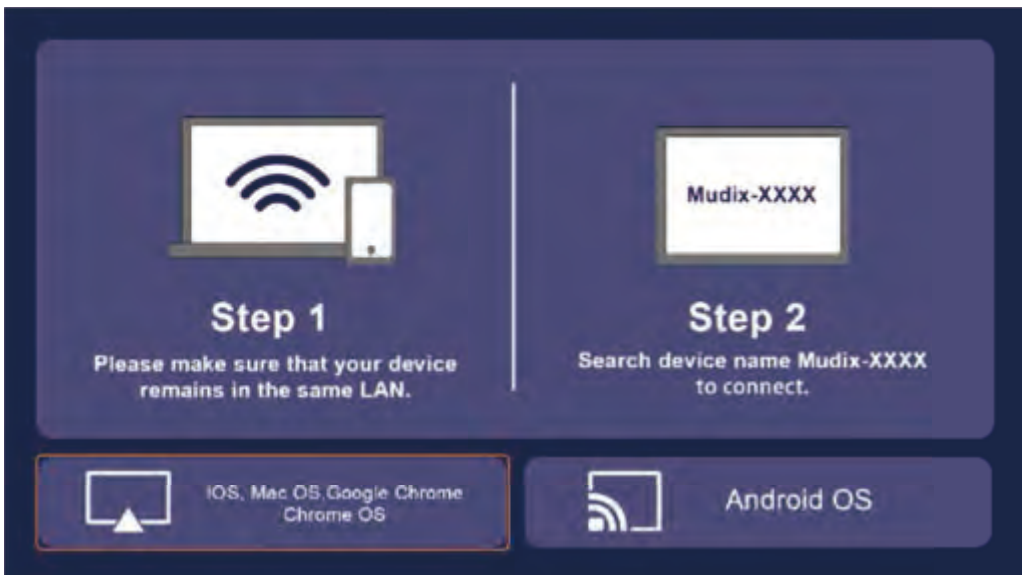 Mudix-XXXX
Step 1
Please make sure that your device
remains in the same LAN.
Step 2
Search device name Mudix-XXXX
to connect.
IOS, Mac OS,Google Chrome
Chrome OS
Android OS